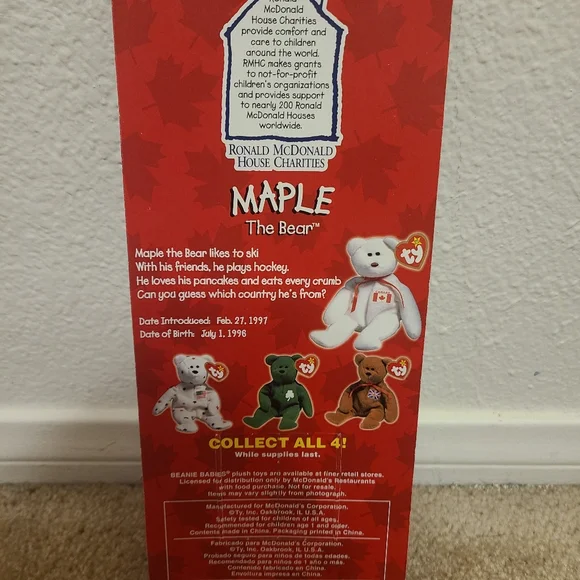 Ronald
McDonald
House Charities
provide comfort and
care to children
around the world.
RMHC makes grants
to not-for-profit
children's organizations
and provides support
to nearly 200 Ronald
McDonald Houses
worldwide.
RONALD MCDONALD
HOUSE CHARITIES
MAPLE
The Bear™
Maple the Bear likes to ski
With his friends, he plays hockey.
He loves his pancakes and eats every crumb
Can you guess which country he's from?
ty
Date Introduced: Feb. 27, 1997
Date of Birth: July 1, 1996
ty
ty
ty
COLLECT ALL 4!
While supplies last.
BEANIE BABIES® plush toys are available at finer retail stores.
Licensed for distribution only by McDonald's Restaurants
with food purchase. Not for resale.
Items may vary slightly from photograph.
Manufactured for McDonald's Corporation.
©Ty, Inc. Oakbrook, IL U.S.A.
Safety tested for children of all ages.
Recommended for children age 1 and older.
Contents made in China. Packaging printed in China.
Fabricado para McDonald's Corporation.
©Ty, Inc. Oakbrook, IL U.S.A.
Probado seguro para niños de todas edades.
Recomendado para niños de 1 año o más.
Contenido fabricado en China.
Envoltura impresa en China.